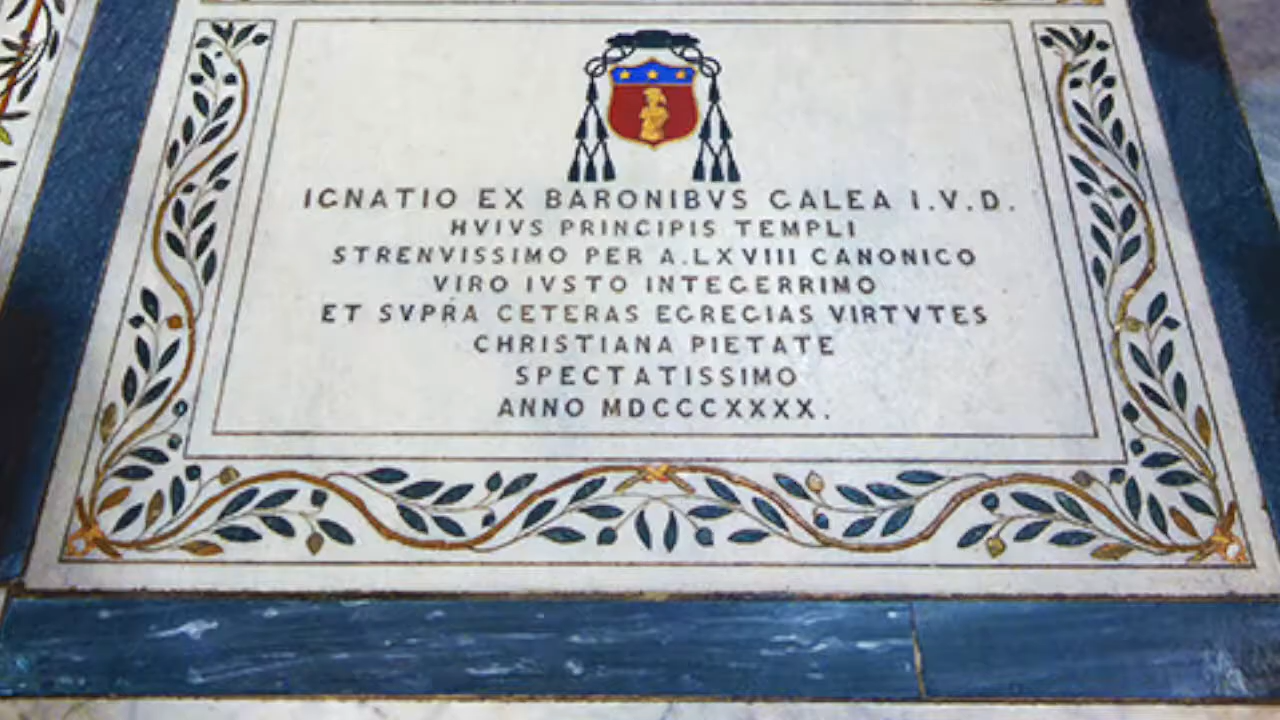 IGNATIO EX BARONIBVS GALEA I.V.D.
HVIVS PRINCIPIS TEMPLI
STRENVISSIMO PER A.LXVIII CANONICO
VIRO IVSTO INTEGERRIMO
ET SVPRA CETERAS EGREGIAS VIRTVTES
CHRISTIANA PIETATE
SPECTATISSIMO
ANNO MDCCCXXXX.